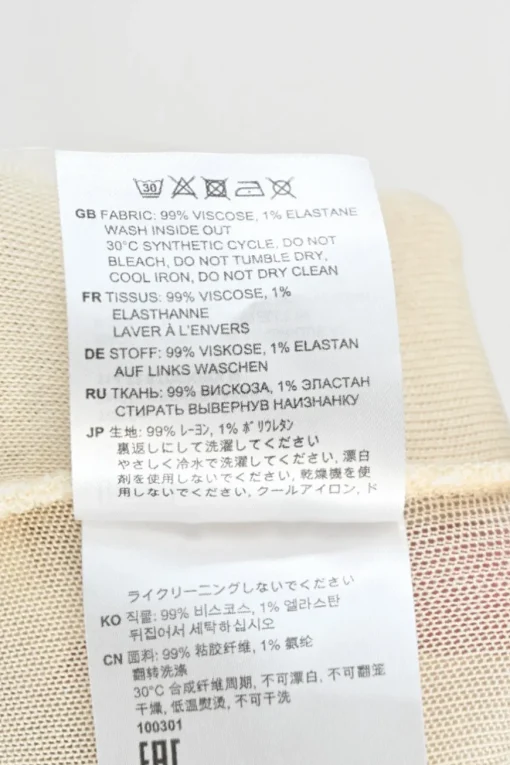 30
GB FABRIC: 99% VISCOSE, 1% ELASTANE
WASH INSIDE OUT
30°C SYNTHETIC CYCLE, DO NOT
BLEACH, DO NOT TUMBLE DRY,
COOL IRON, DO NOT DRY CLEAN
FR TISSUS: 99% VISCOSE, 1%
ELASTHANNE
LAVER À L'ENVERS
DE STOFF: 99% VISKOSE, 1% ELASTAN
AUF LINKS WASCHEN
RU ТКАНЬ: 99% ВИСКОЗА, 1% ЭЛАСТАН
СТИРАТЬ ВЫВЕРНУВ НАИЗНАНКУ
JP 生地: 99% レーヨン, 1% ポリウレタン
裏返しにして洗濯してください
やさしく冷水で洗濯してください, 漂白
剤を使用しないでください, 乾燥機を使
用しないでください, クールアイロン, ド
ライクリーニングしないでください
KO 직물: 99% 비스코스, 1% 엘라스탄
뒤집어서 세탁하십시오
CN 面料: 99% 粘胶纤维, 1% 氨纶
翻转洗涤
30°C 合成纤维周期, 不可漂白, 不可翻笼
干燥, 低温熨烫, 不可干洗
100301
EAC